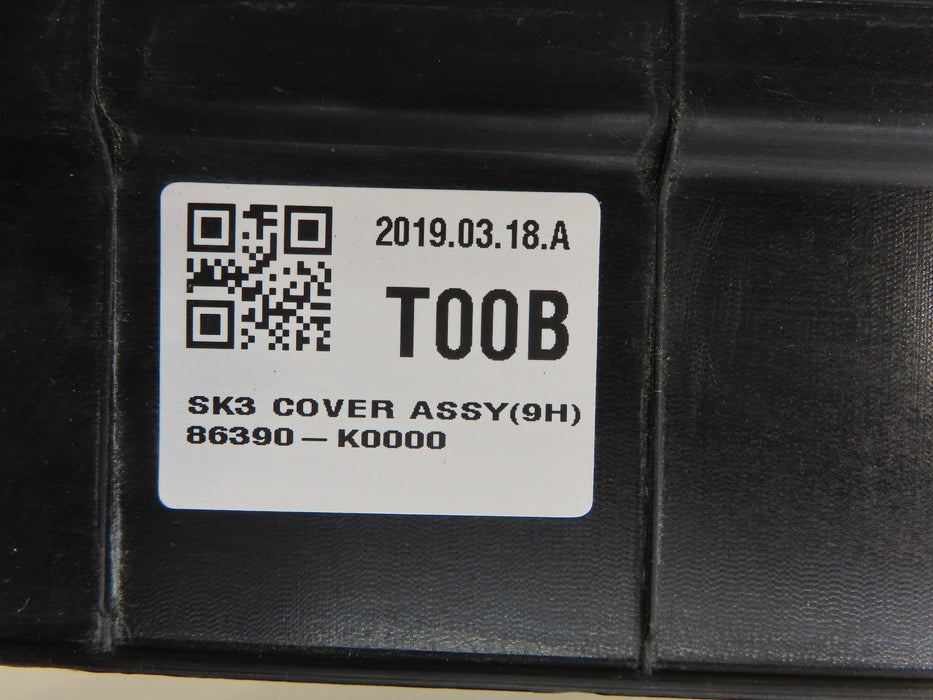 2019.03.18.A
T00B
SK3 COVER ASSY(9H)
86390 – K0000